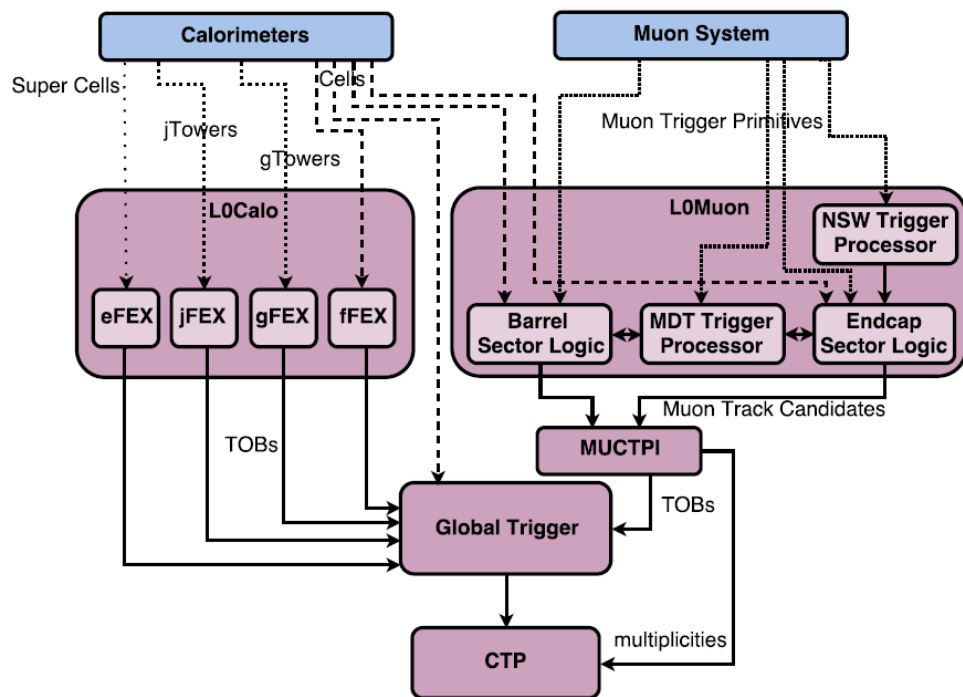 Calorimeters
Muon System
Super Cells
Cells
jTowers
Muon Trigger Primitives
gTowers
L0Calo
L0Muon
NSW Trigger
Processor
eFEX
jFEX
gFEX
fFEX
Barrel
Sector Logic
MDT Trigger
Processor
Endcap
Sector Logic
Muon Track Candidates
TOBs
MUCTPI
TOBs
Global Trigger
multiplicities
CTP